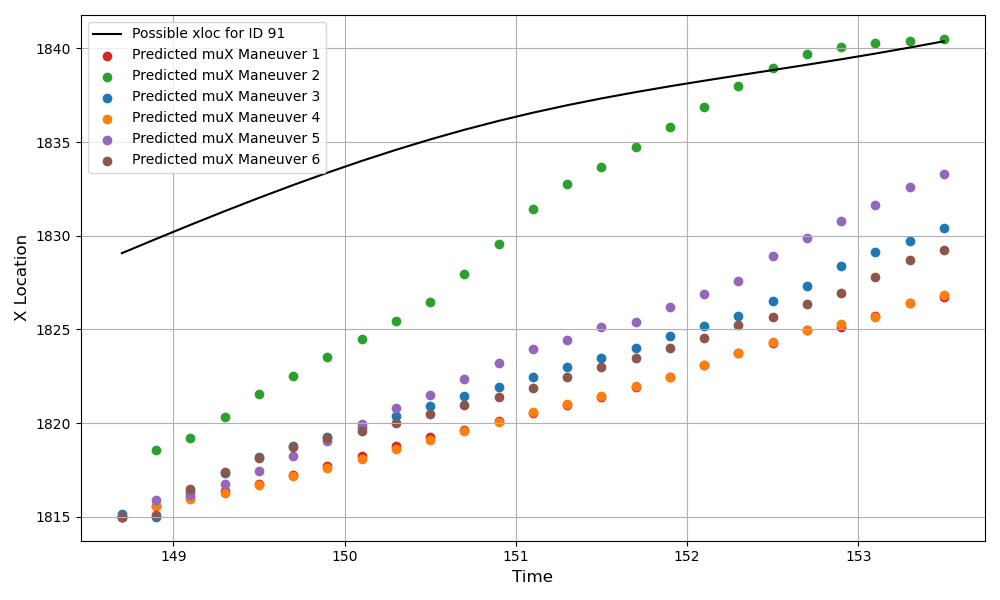 Possible xloc for ID 91
Predicted muX Maneuver 1
Predicted muX Maneuver 2
Predicted muX Maneuver 3
Predicted muX Maneuver 4
Predicted muX Maneuver 5
Predicted muX Maneuver 6
1840
1835
1830
1825
1820
1815
X Location
149 150 151 152 153
Time